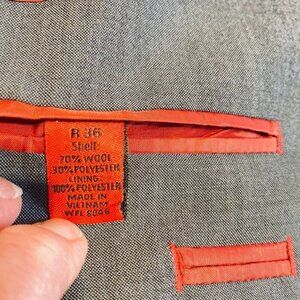 R 36
Shell:
70% WOOL
30% POLYESTER
LINING:
100% POLYESTER
MADE IN
VIETNAM
WPL 8046